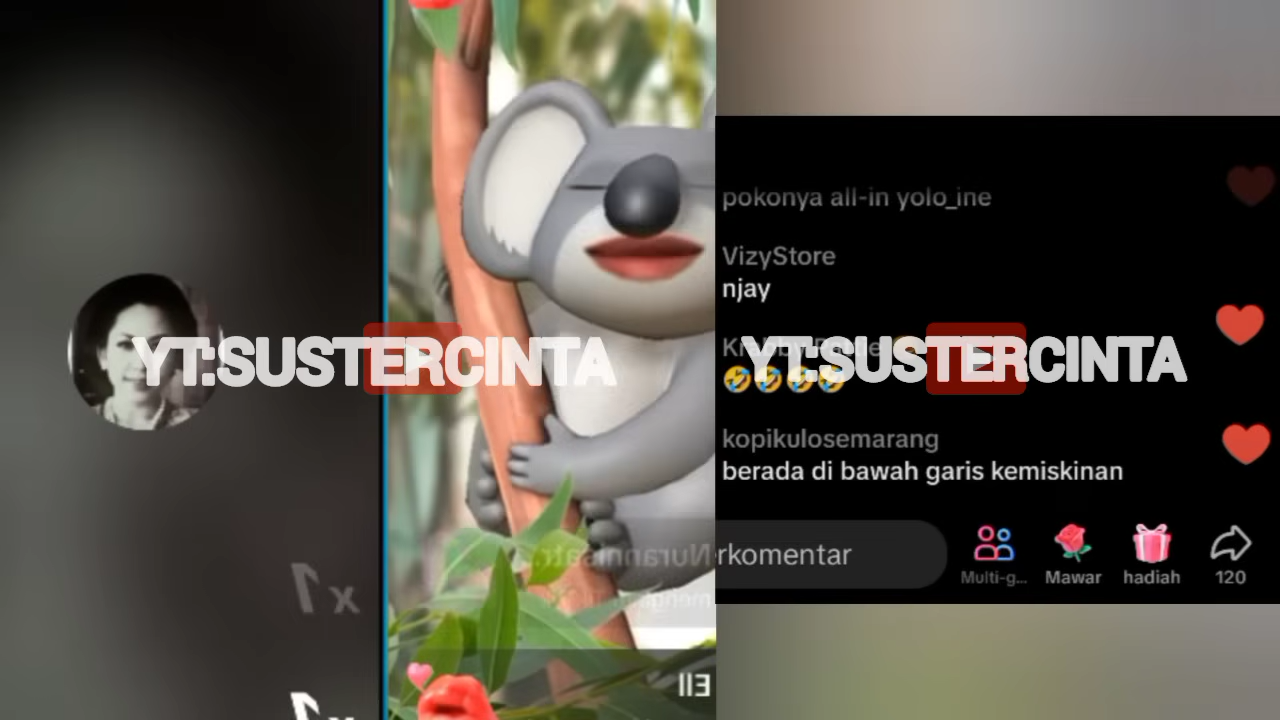 YT:SUSTERCINTA
x1
x1
pokonya all-in yolo_ine
VizyStore
njay
YT:SUSTERCINTA
kopikulosemarang
berada di bawah garis kemiskinan
rkomentar
Multi-g...
Mawar
hadiah
120